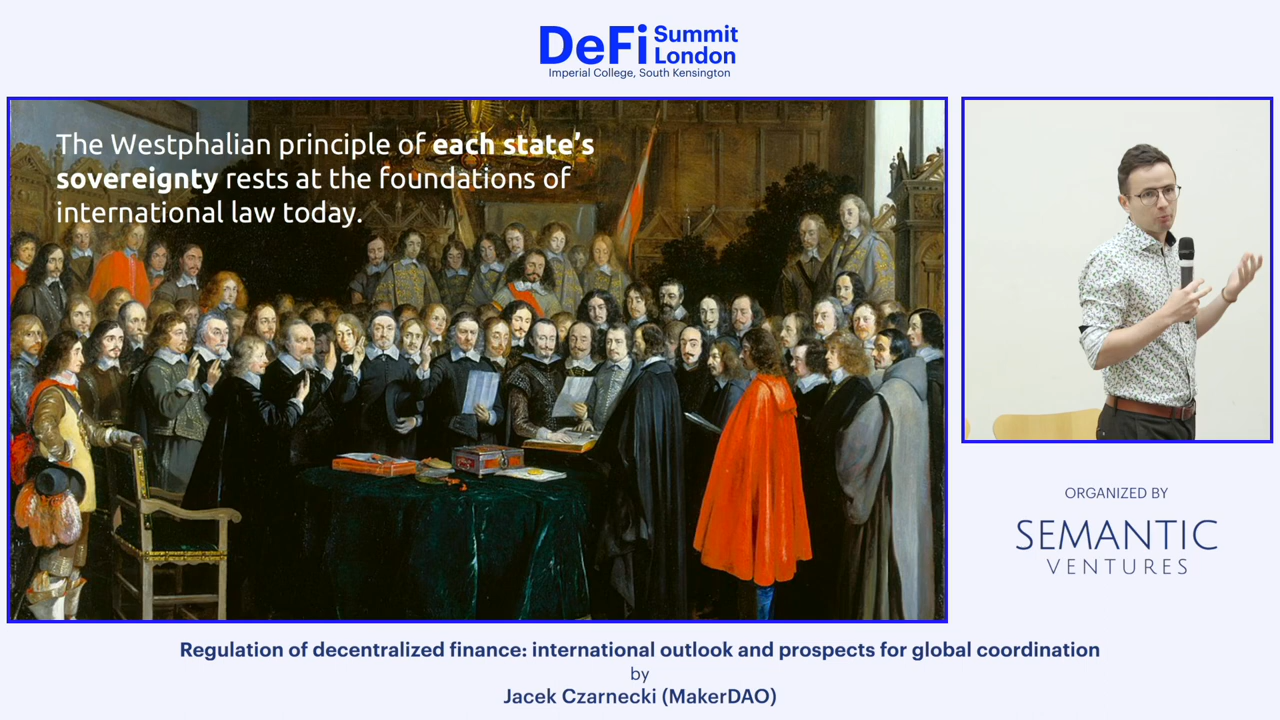 DeFi Summit
London
Imperial College, South Kensington
The Westphalian principle of each state's
sovereignty rests at the foundations of
international law today.
ORGANIZED BY
SEMANTIC
VENTURES
Regulation of decentralized finance: international outlook and prospects for global coordination
by
Jacek Czarnecki (MakerDAO)